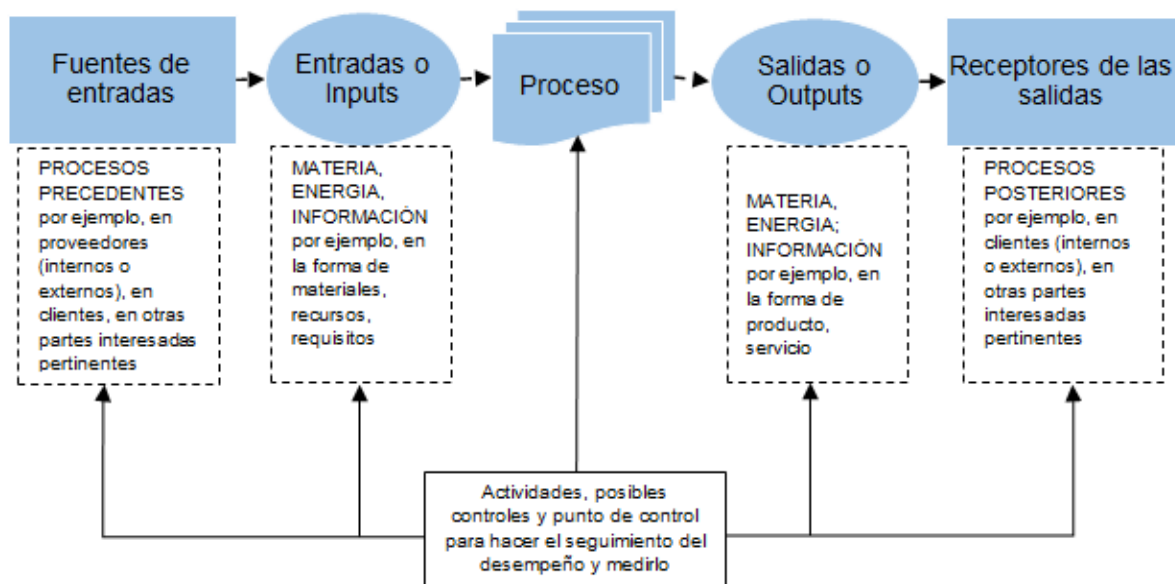 Fuentes de
entradas
Entradas o
Inputs
Proceso
Salidas o
Outputs
Receptores de las
salidas
PROCESOS
PRECEDENTES
por ejemplo, en
proveedores
(internos o
externos), en
clientes, en otras
partes interesadas
pertinentes
MATERIA,
ENERGIA,
INFORMACIÓN
por ejemplo, en
la forma de
materiales,
recursos,
requisitos
MATERIA,
ENERGIA;
INFORMACIÓN
por ejemplo, en
la forma de
producto,
servicio
PROCESOS
POSTERIORES
por ejemplo, en
clientes (internos
o externos), en
otras partes
interesadas
pertinentes
Actividades, posibles
controles y punto de control
para hacer el seguimiento del
desempeño y medirlo